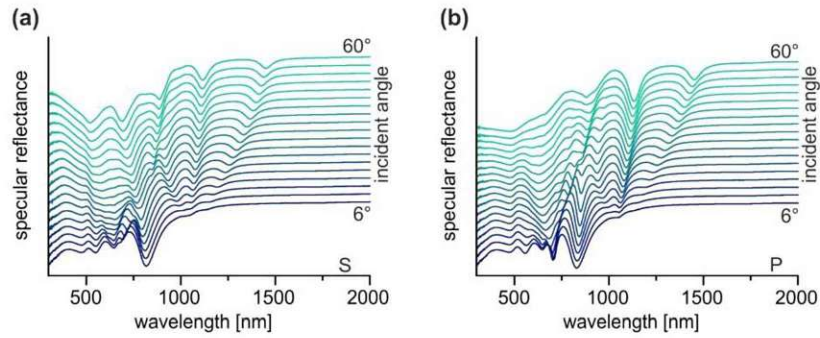 (a)
specular reflectance
60°
6°
S
incident angle
500 1000 1500 2000
wavelength [nm]
(b)
specular reflectance
60°
6°
P
incident angle
500 1000 1500 2000
wavelength [nm]